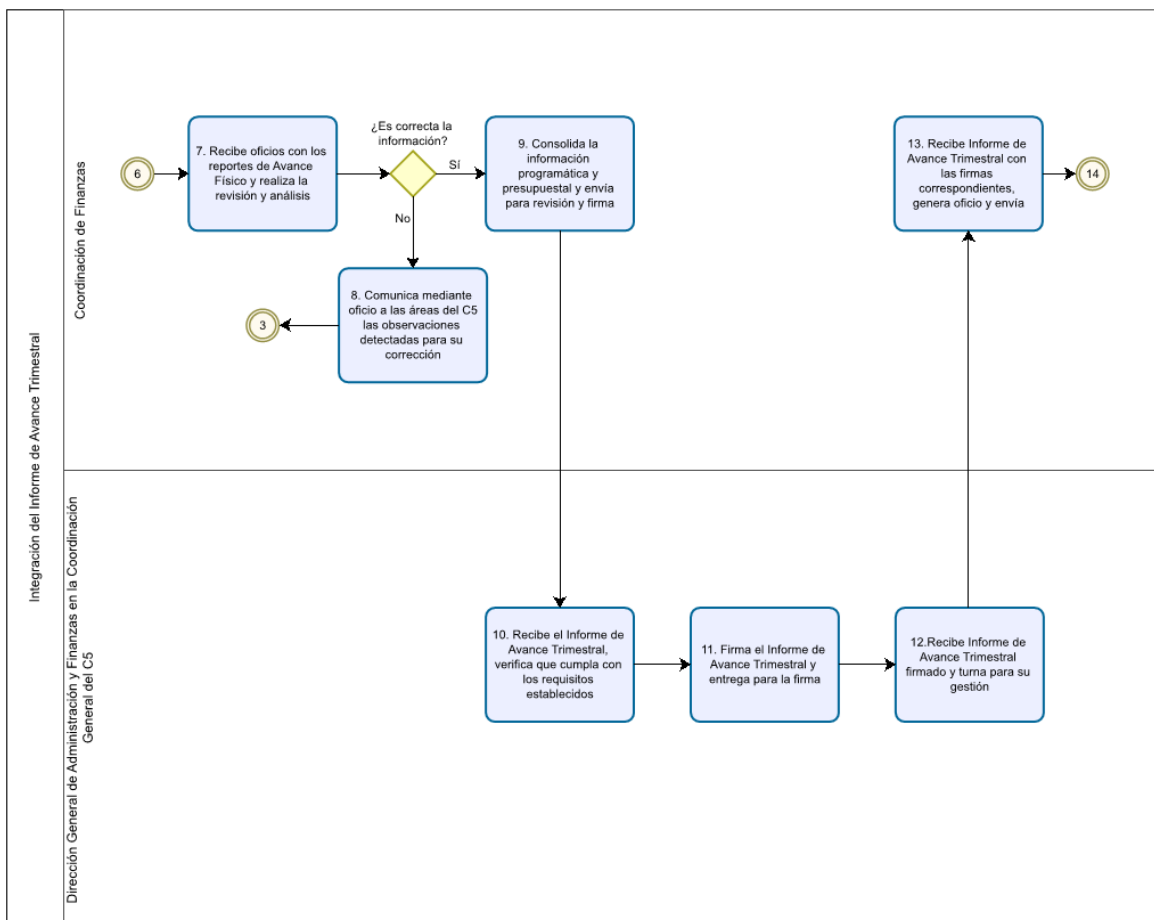 Integración del Informe de Avance Trimestral
Coordinación de Finanzas
6
7. Recibe oficios con los
reportes de Avance
Físico y realiza la
revisión y análisis
¿Es correcta la
información?
Sí
No
8. Comunica mediante
oficio a las áreas del C5
las observaciones
detectadas para su
corrección
3
9. Consolida la
información
programática y
presupuestal y envía
para revisión y firma
13. Recibe Informe de
Avance Trimestral con
las firmas
correspondientes,
genera oficio y envía
14
Dirección General de Administración y Finanzas en la Coordinación
General del C5
10. Recibe el Informe de
Avance Trimestral,
verifica que cumpla con
los requisitos
establecidos
11. Firma el Informe de
Avance Trimestral y
entrega para la firma
12.Recibe Informe de
Avance Trimestral
firmado y turna para su
gestión